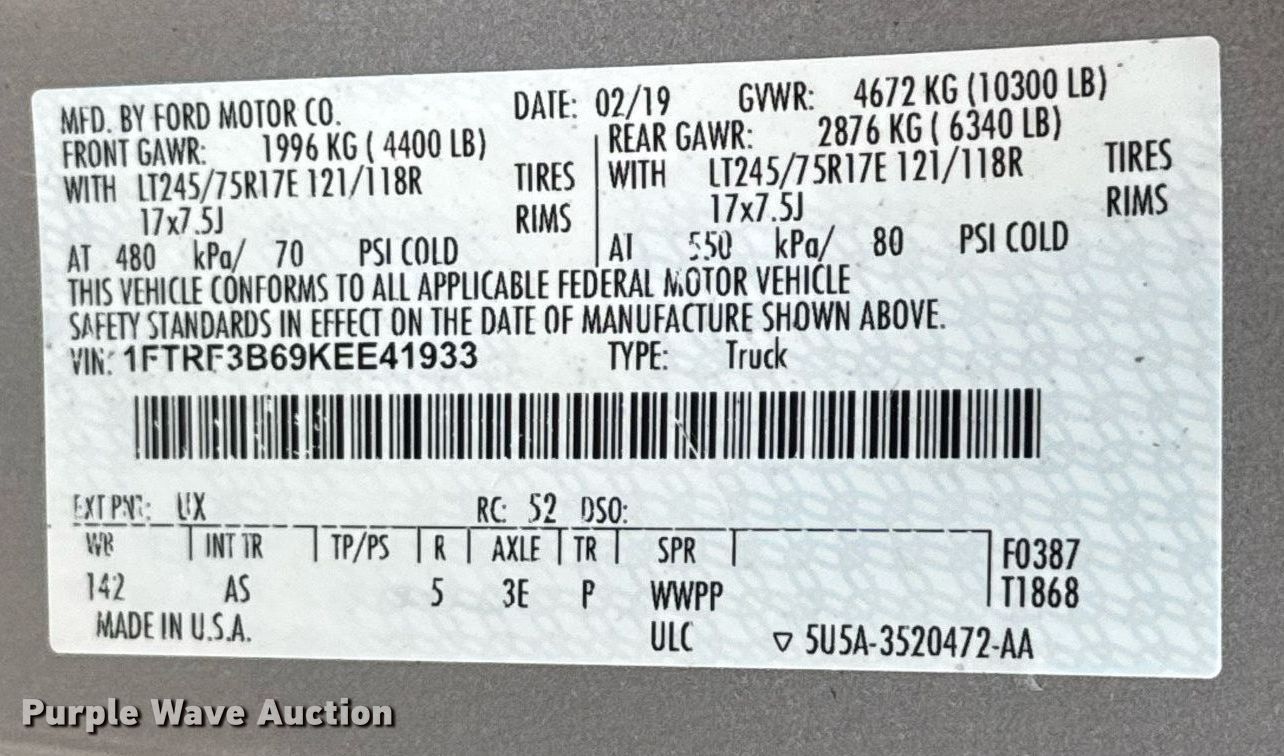 MFD. BY FORD MOTOR CO. DATE: 02/19 GVWR: 4672 KG (10300 LB)
FRONT GAWR: 1996 KG ( 4400 LB) REAR GAWR: 2876 KG ( 6340 LB)
WITH LT245/75R17E 121/118R TIRES WITH LT245/75R17E 121/118R TIRES
17x7.5J RIMS 17x7.5J RIMS
AT 480 kPa/ 70 PSI COLD AT 550 kPa/ 80 PSI COLD
THIS VEHICLE CONFORMS TO ALL APPLICABLE FEDERAL MOTOR VEHICLE
SAFETY STANDARDS IN EFFECT ON THE DATE OF MANUFACTURE SHOWN ABOVE.
VIN: 1FTRF3B69KEE41933 TYPE: Truck
EXT PNT: UX RC: 52 DSO:
WB INT TR TP/PS R AXLE TR SPR F0387
142 AS 5 3E P WWPP T1868
MADE IN U.S.A. ULC ▽ 5U5A-3520472-AA
Purple Wave Auction